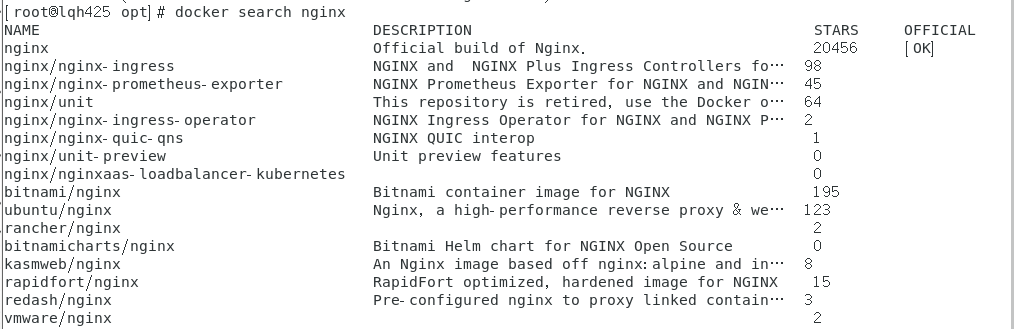 [root@lqh425 opt]# docker search nginx
NAME DESCRIPTION STARS OFFICIAL
nginx Official build of Nginx. 20456 [OK]
nginx/nginx-ingress NGINX and  NGINX Plus Ingress Controllers fo… 98
nginx/nginx-prometheus-exporter NGINX Prometheus Exporter for NGINX and NGIN… 45
nginx/unit This repository is retired, use the Docker o… 64
nginx/nginx-ingress-operator NGINX Ingress Operator for NGINX and NGINX P… 2
nginx/nginx-quic-qns NGINX QUIC interop 1
nginx/unit-preview Unit preview features 0
nginx/nginxaas-loadbalancer-kubernetes 0
bitnami/nginx Bitnami container image for NGINX 195
ubuntu/nginx Nginx, a high-performance reverse proxy & we… 123
rancher/nginx 2
bitnamicharts/nginx Bitnami Helm chart for NGINX Open Source 0
kasmweb/nginx An Nginx image based off nginx:alpine and in… 8
rapidfort/nginx RapidFort optimized, hardened image for NGINX 15
redash/nginx Pre-configured nginx to proxy linked contain… 3
vmware/nginx 2